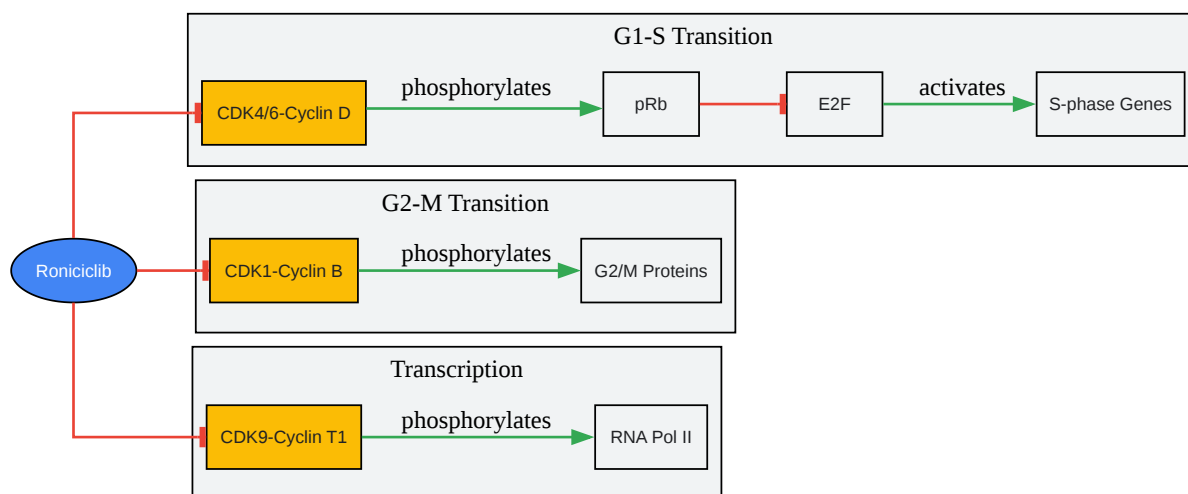 G1-S Transition
CDK4/6-Cyclin D
phosphorylates
pRb
E2F
activates
S-phase Genes
G2-M Transition
Roniciclib
CDK1-Cyclin B
phosphorylates
G2/M Proteins
Transcription
CDK9-Cyclin T1
phosphorylates
RNA Pol II